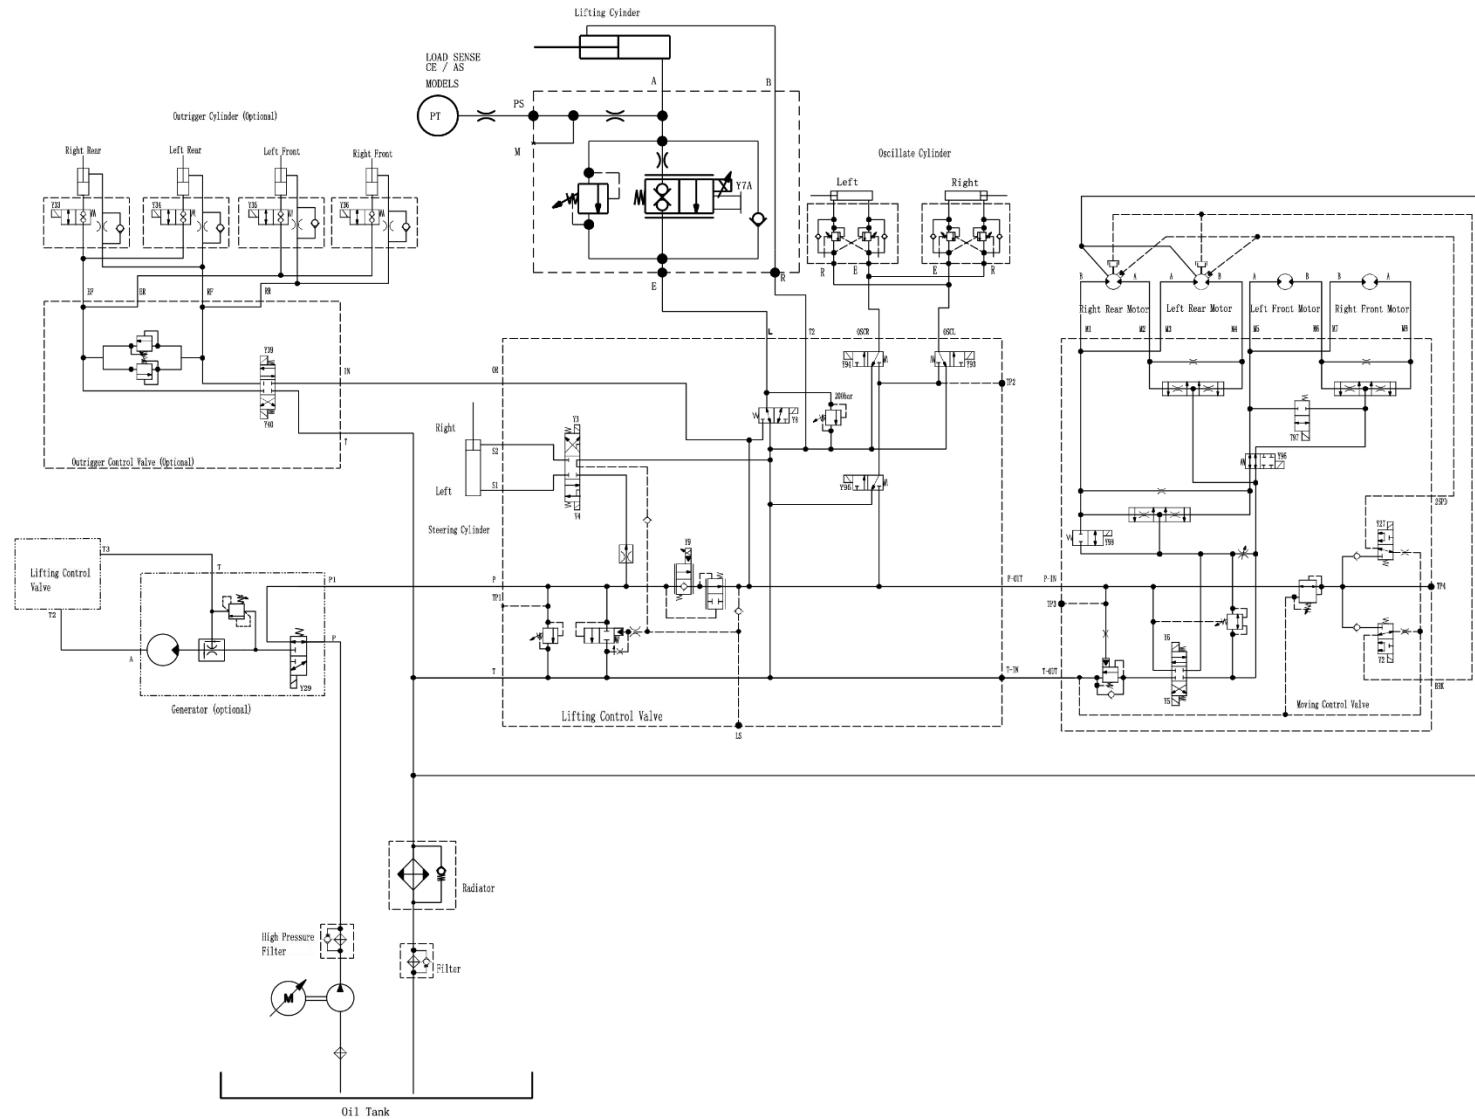 Lifting Cyinder
LOAD SENSE
CE / AS
MODELS
PT
PS
M
A
B
Y7A
E
R
Outrigger Cylinder (Optional)
Right Rear
Left Rear
Left Front
Right Front
Y33
Y34
Y35
Y36
EF
ER
RF
RR
Y39
Y40
IN
T
Outrigger Control Valve (Optional)
Oscillate Cylinder
Left
Right
R
E
E
R
L
T2
OSCR
OSCL
Y94
Y93
TP2
OR
200bar
Y8
Y3
Y4
Right
Left
S2
S1
Steering Cylinder
Y95
Y9
P
TP1
T
P-OUT
T-IN
LS
Lifting Control Valve
B
A
A
B
A
B
B
A
Right Rear Motor
Left Rear Motor
Left Front Motor
Right Front Motor
M1
M2
M3
M4
M5
M6
M7
M8
Y97
Y96
Y98
2SPD
Y27
P-IN
TP3
TP4
Y6
Y5
Y2
T-OUT
BRK
Moving Control Valve
T3
Lifting Control
Valve
T2
T
P1
P
A
Y29
Generator (optional)
Radiator
High Pressure
Filter
Filter
M
Oil Tank